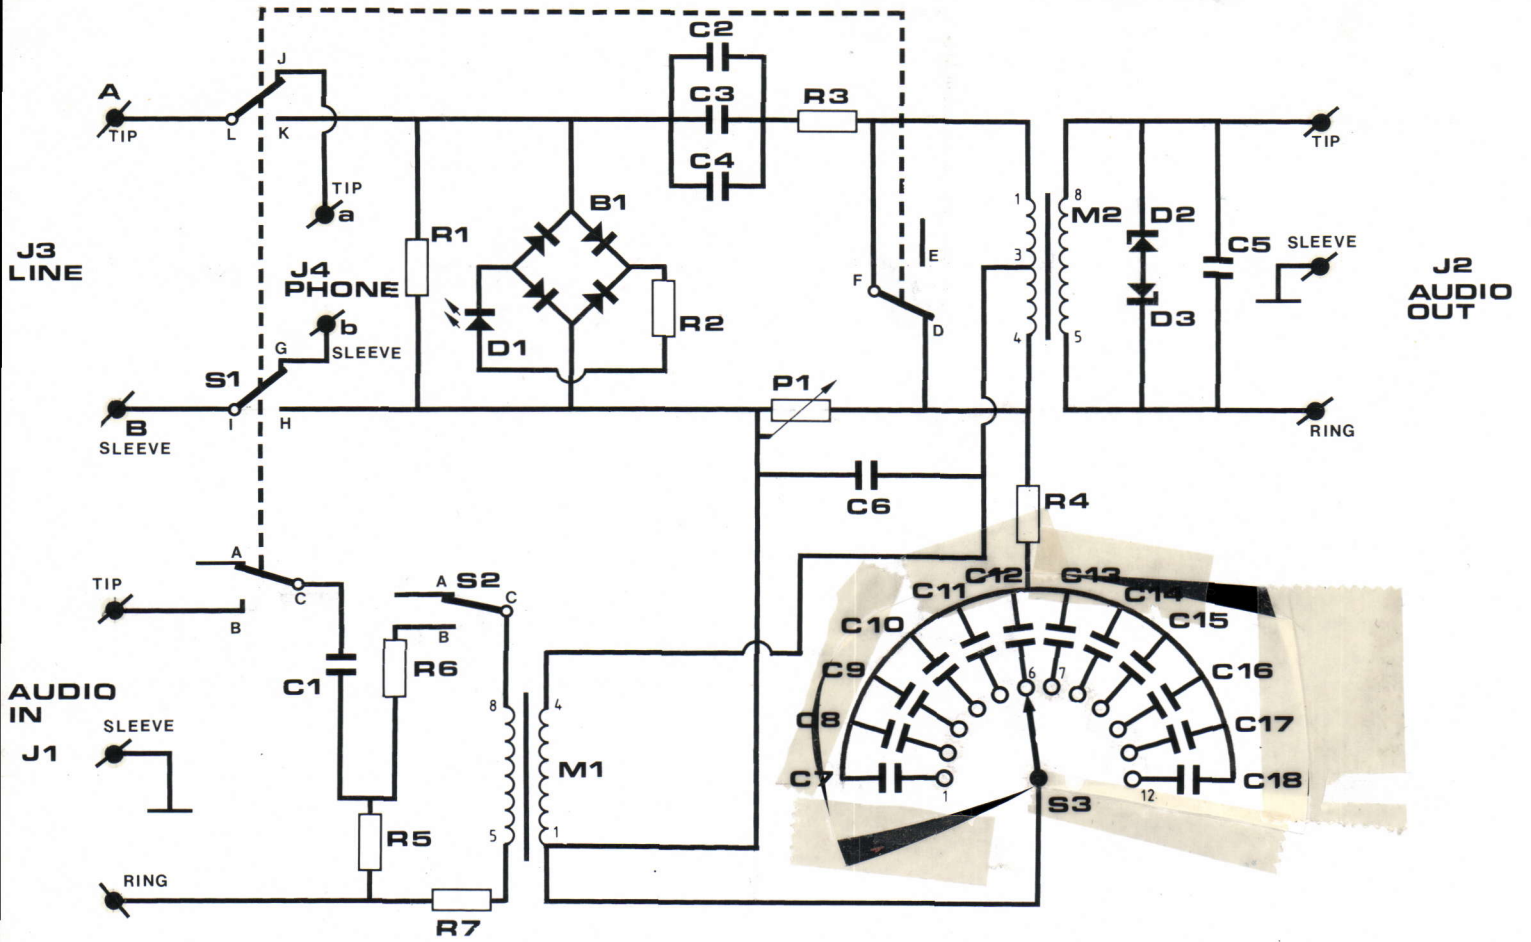 C2
J
A
C3
R3
TIP
L
K
C4
TIP
TIP
a
B1
1
8
M2
D2
R1
E
C5
SLEEVE
J3
LINE
3
J4
PHONE
F
J2
AUDIO
OUT
b
R2
D3
D
G
SLEEVE
D1
4
5
S1
P1
B
I
H
RING
SLEEVE
C6
R4
A
TIP
C
A
S2
C
B
B
C11
C12
C13
C14
C15
C10
R6
C1
C9
6
7
C16
AUDIO
IN
J1
SLEEVE
8
4
C8
C17
M1
C7
1
12
C18
S3
5
1
R5
RING
R7